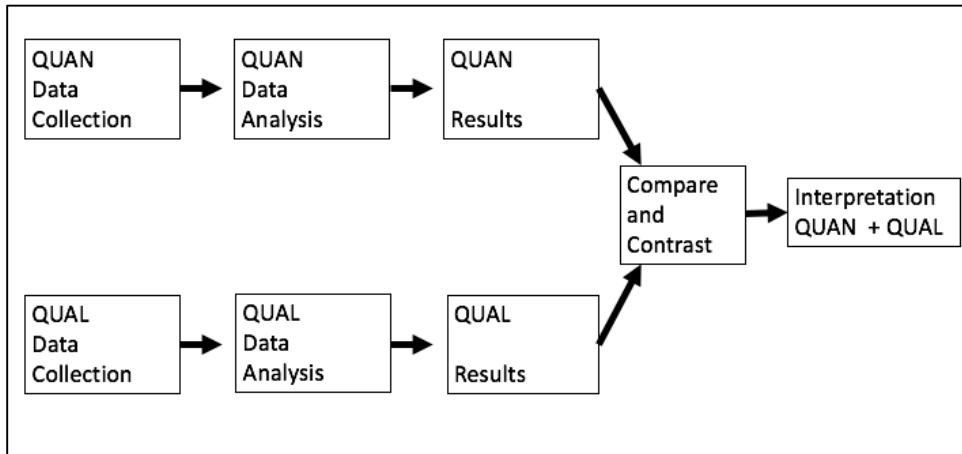 QUAN
Data
Collection
QUAN
Data
Analysis
QUAN
Results
Compare
and
Contrast
Interpretation
QUAN + QUAL
QUAL
Data
Collection
QUAL
Data
Analysis
QUAL
Results